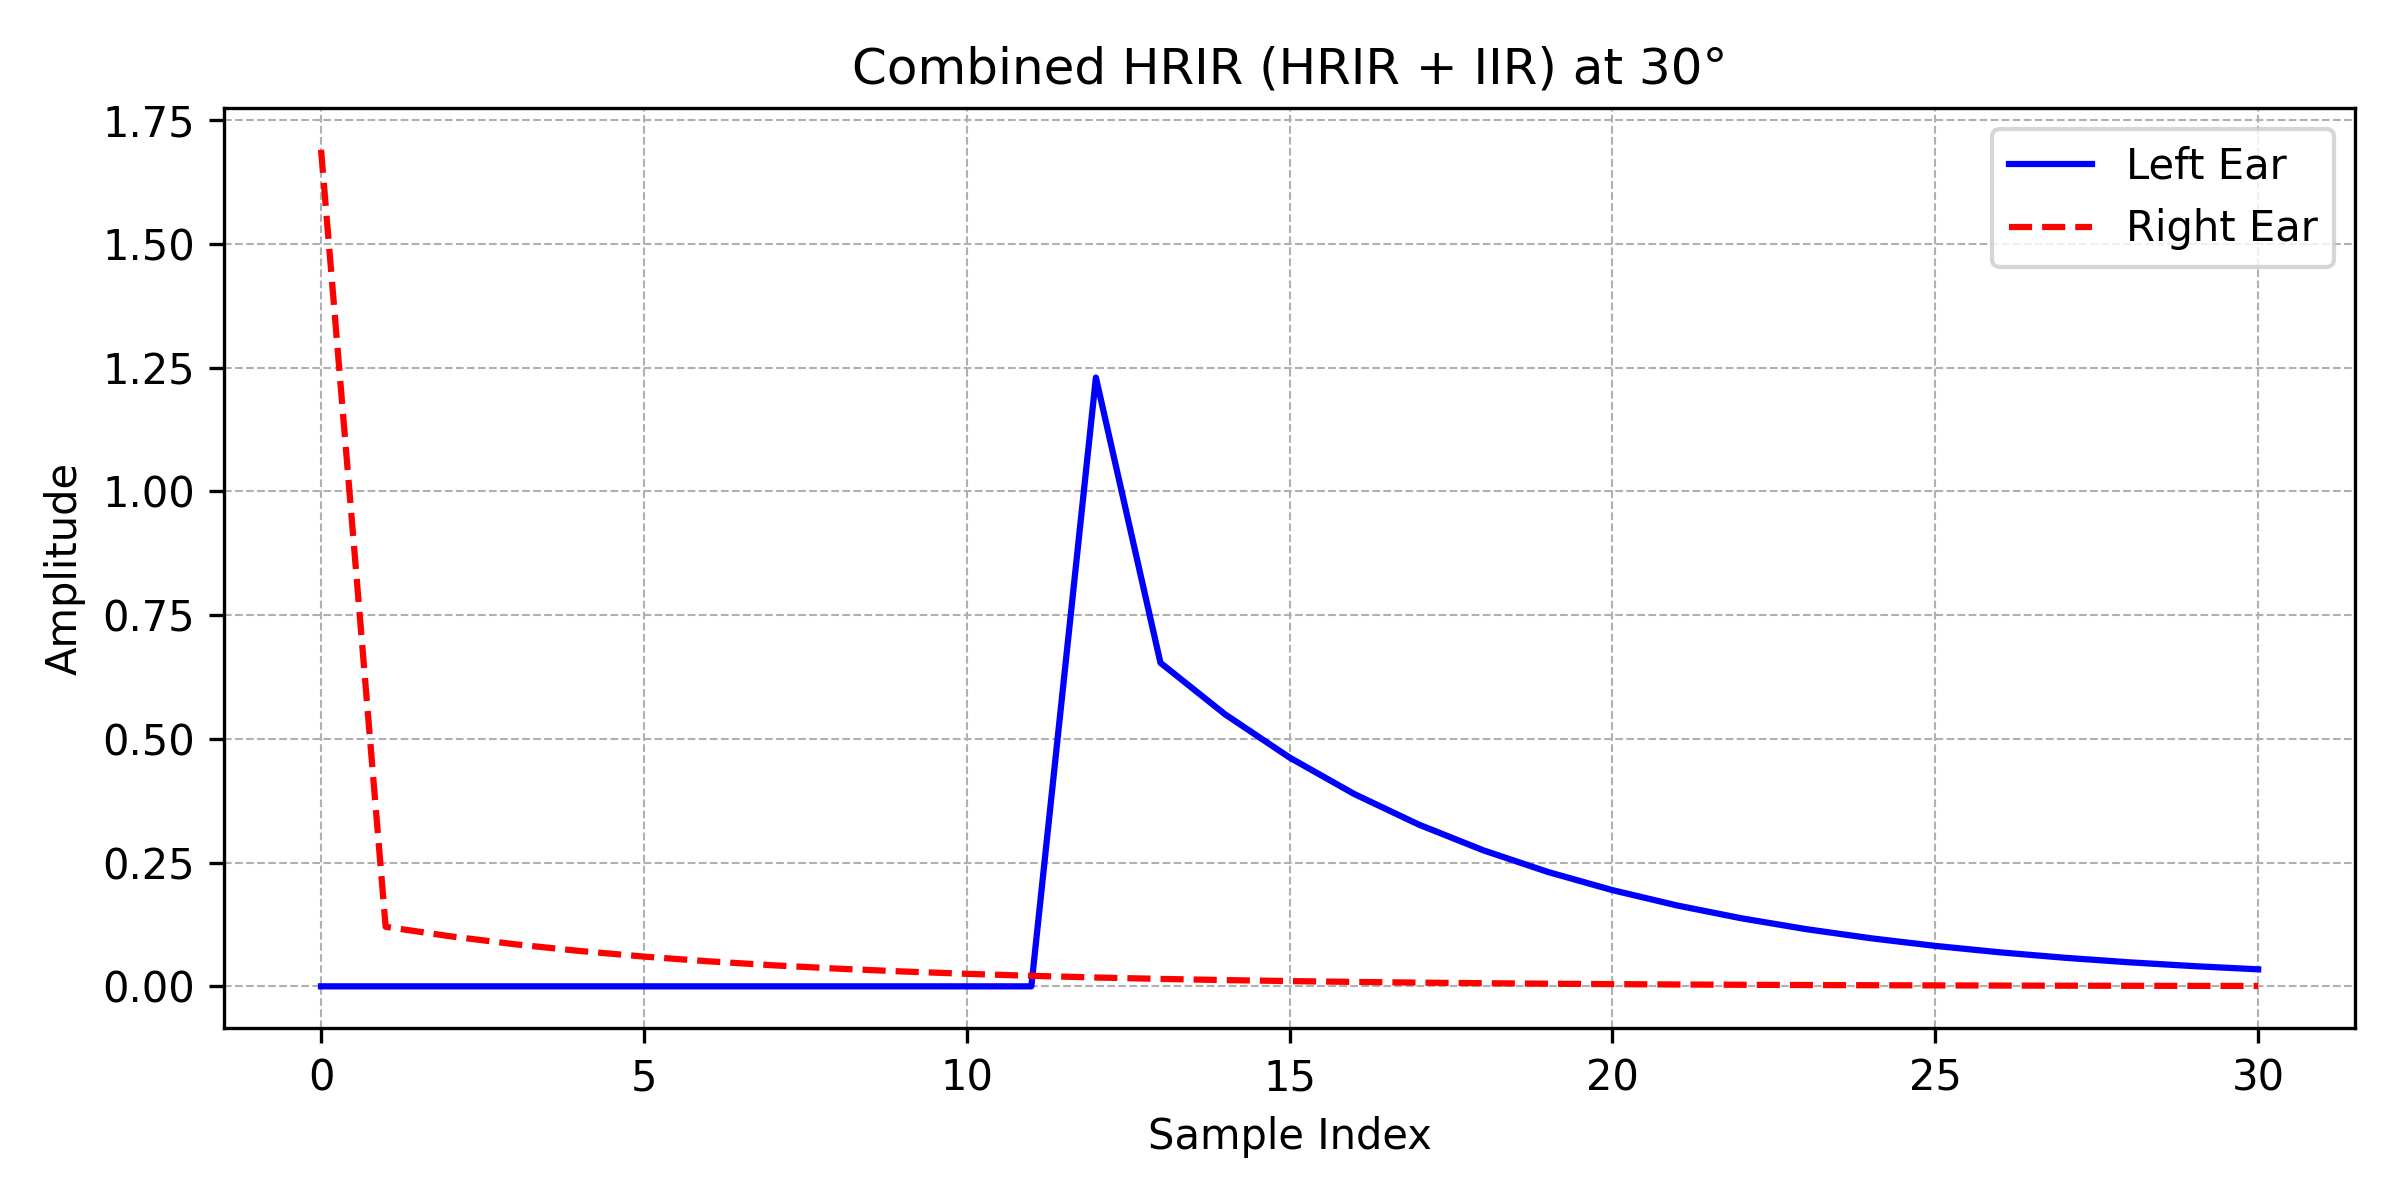 Combined HRIR (HRIR + IIR) at 30°
1.75
1.50
1.25
1.00
0.75
0.50
0.25
0.00
Amplitude
Left Ear
Right Ear
0 5 10 15 20 25 30
Sample Index